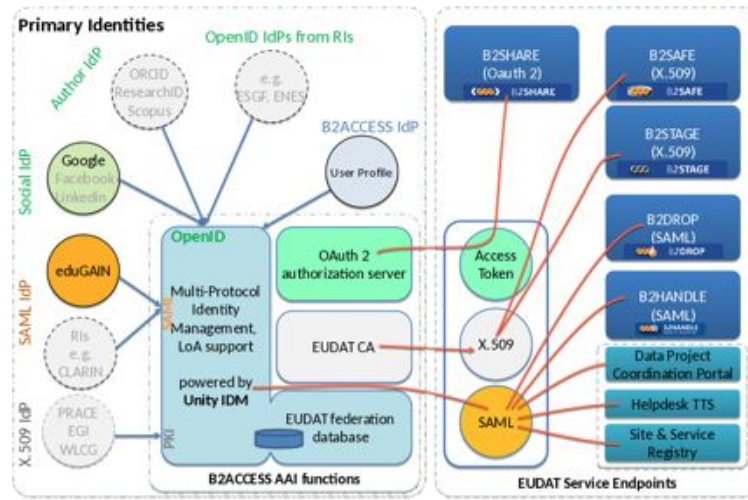 Primary Identities
OpenID IdPs from RIs
Author IdP
ORCID
ResearchID
Scopus
e.g.
ESGF, ENES
B2ACCESS IdP
Social IdP
Google
Facebook
Linkedin
User Profile
SAML IdP
eduGAIN
RIs
e.g.
CLARIN
X.509 IdP
PRACE
EGI
WLCG
OpenID
SAML
PKI
Multi-Protocol
Identity
Management,
LoA support
powered by
Unity IDM
OAuth 2
authorization server
EUDAT CA
EUDAT federation
database
B2ACCESS AAI functions
B2SHARE
(Oauth 2)
B2SHARE
B2SAFE
(X.509)
B2SAFE
B2STAGE
(X.509)
B2STAGE
B2DROP
(SAML)
B2DROP
B2HANDLE
(SAML)
B2HANDLE
Access
Token
X.509
SAML
Data Project
Coordination Portal
Helpdesk TTS
Site & Service
Registry
EUDAT Service Endpoints